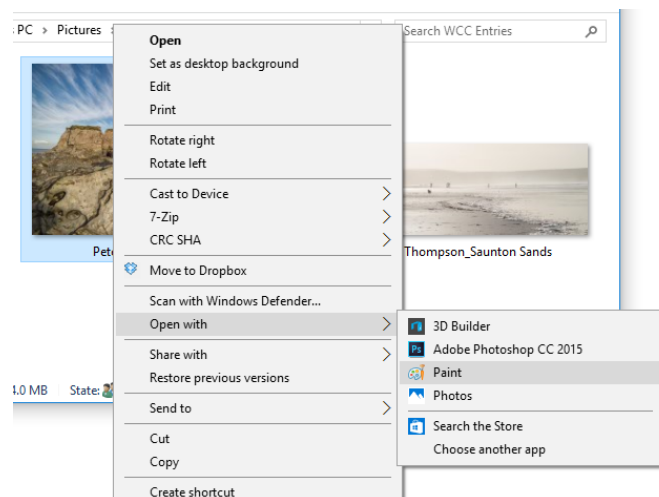 PC > Pictures >
Search WCC Entries
Open
Set as desktop background
Edit
Print
Rotate right
Rotate left
Cast to Device
7-Zip
CRC SHA
Move to Dropbox
Scan with Windows Defender...
Open with
Share with
Restore previous versions
Send to
Cut
Copy
Create shortcut
Thompson_Saunton Sands
3D Builder
Ps Adobe Photoshop CC 2015
Paint
Photos
Search the Store
Choose another app
.0 MB State: